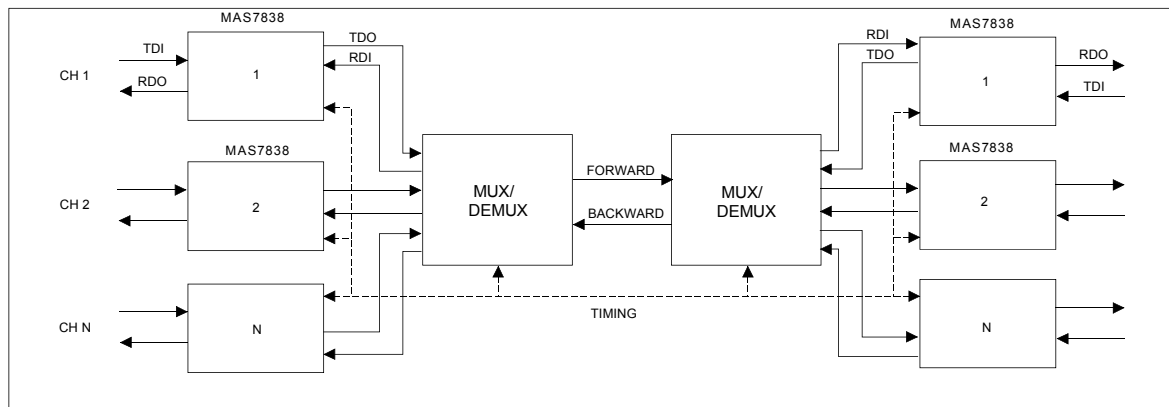 MAS7838
MAS7838
TDI
TDO
RDI
RDI
TDO
RDO
CH 1
RDO
1
1
TDI
MAS7838
MAS7838
FORWARD
CH 2
2
MUX/
DEMUX
MUX/
DEMUX
2
BACKWARD
TIMING
CH N
N
N